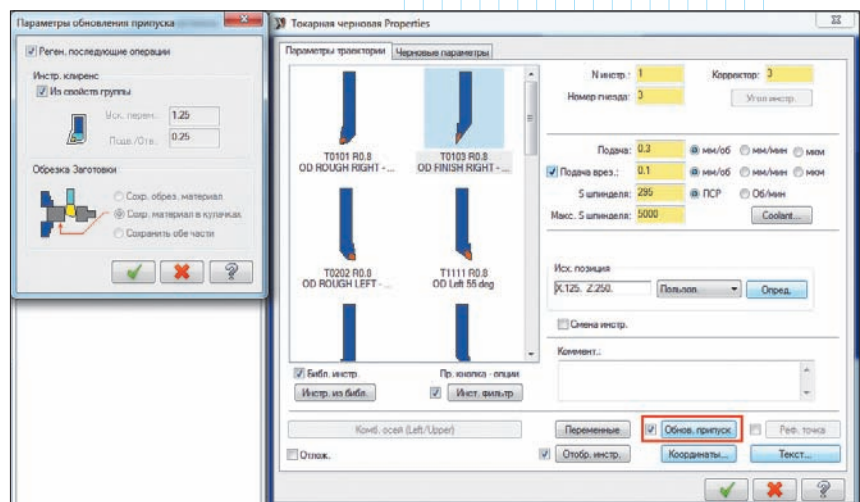 Параметры обновления припуска
Реген. последующие операции
Инстр. клиренс
Из свойств группы
Уск. перем. 1.25
Подв./Отв. 0.25
Обрезка Заготовки
Сохр. обрез. материал
Сохр. материал в кулачках
Сохранить обе части
Токарная черновая Properties
Параметры траектории Черновые параметры
T0101 R0.8
OD ROUGH RIGHT - ...
T0103 R0.8
OD FINISH RIGHT - ...
T0202 R0.8
OD ROUGH LEFT - ...
T1111 R0.8
OD Left 55 deg
Библ. инстр.
Пр. кнопка - опции
Инстр. из библ.
Инст. фильтр
Комб. осей (Left/Upper)
Отлож.
N инстр.: 1 Корректор: 3
Номер гнезда: 3 Угол инстр.
Подача: 0.3 мм/об мм/мин мкм
Подача врез.: 0.1 мм/об мм/мин мкм
S шпинделя: 295 ПСР Об/мин
Макс. S шпинделя: 5000 Coolant...
Исх. позиция
X.125. Z:250. Пользов. Опред.
Смена инстр.
Коммент.:
Переменные Обнов. припуск Реф. точка
Отобр. инстр. Координаты... Текст...